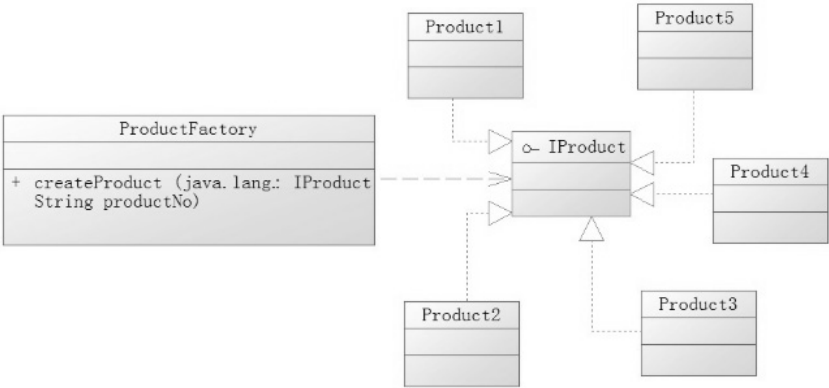 Product1
Product5
ProductFactory
IProduct
+ createProduct (java.lang.: IProduct
String productNo)
Product4
Product2
Product3